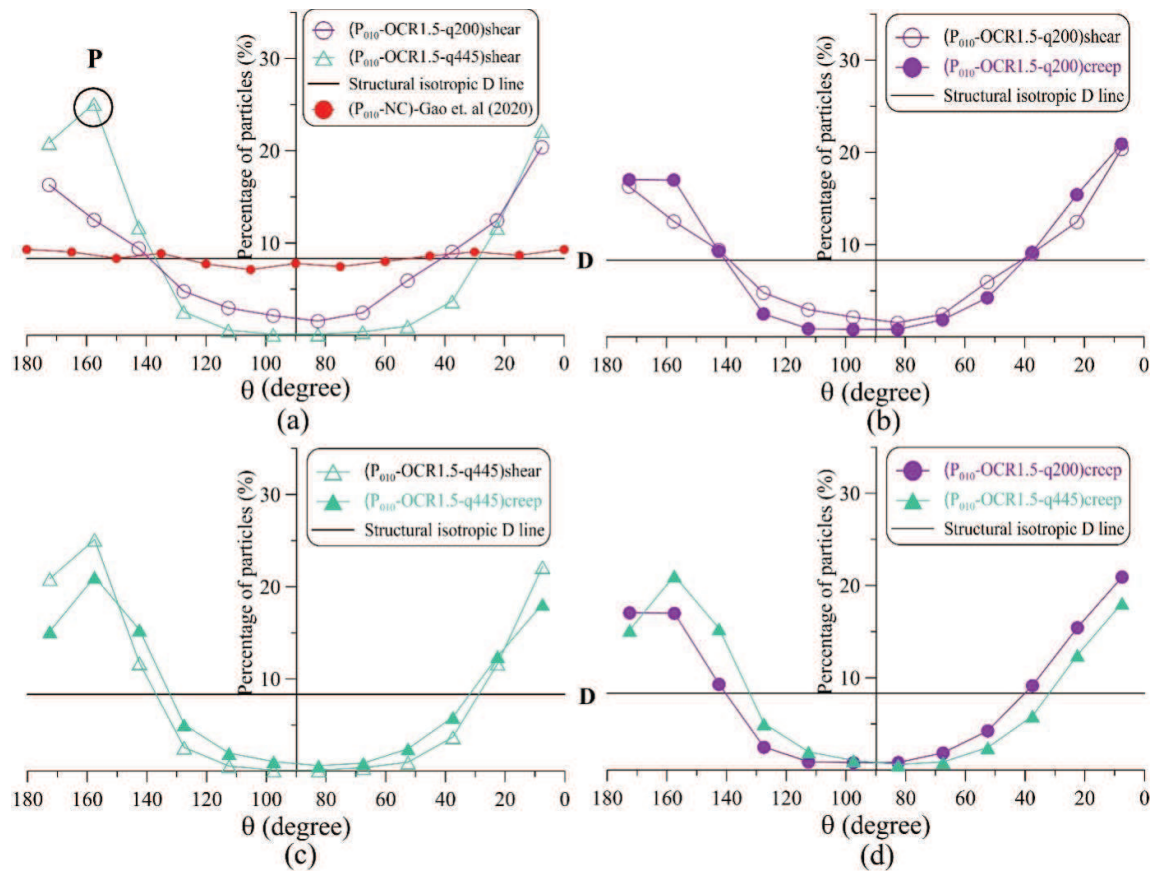 P
Percentage of particles (%)
30
20
10
(P010-OCR1.5-q200)shear
(P010-OCR1.5-q445)shear
Structural isotropic D line
(P010-NC)-Gao et. al (2020)
180 160 140 120 100 80 60 40 20 0
θ (degree)
(a)
D
Percentage of particles (%)
30
20
10
(P010-OCR1.5-q200)shear
(P010-OCR1.5-q200)creep
Structural isotropic D line
180 160 140 120 100 80 60 40 20 0
θ (degree)
(b)
Percentage of particles (%)
30
20
10
(P010-OCR1.5-q445)shear
(P010-OCR1.5-q445)creep
Structural isotropic D line
180 160 140 120 100 80 60 40 20 0
θ (degree)
(c)
D
Percentage of particles (%)
30
20
10
(P010-OCR1.5-q200)creep
(P010-OCR1.5-q445)creep
Structural isotropic D line
180 160 140 120 100 80 60 40 20 0
θ (degree)
(d)